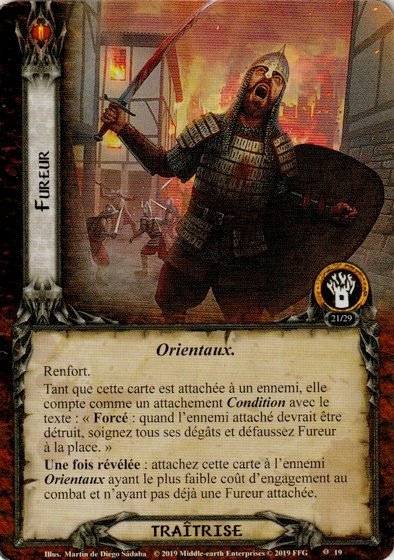 FUREUR
21/29
Orientaux.
Renfort.
Tant que cette carte est attachée à un ennemi, elle
compte comme un attachement Condition avec le
texte : « Forcé : quand l'ennemi attaché devrait être
détruit, soignez tous ses dégâts et défaussez Fureur
à la place. »
Une fois révélée : attachez cette carte à l'ennemi
Orientaux ayant le plus faible coût d'engagement au
combat et n'ayant pas déjà une Fureur attachée.
TRAÎTRISE
Illus. Martin de Diego Sádaba © 2019 Middle-earth Enterprises © 2019 FFG 19